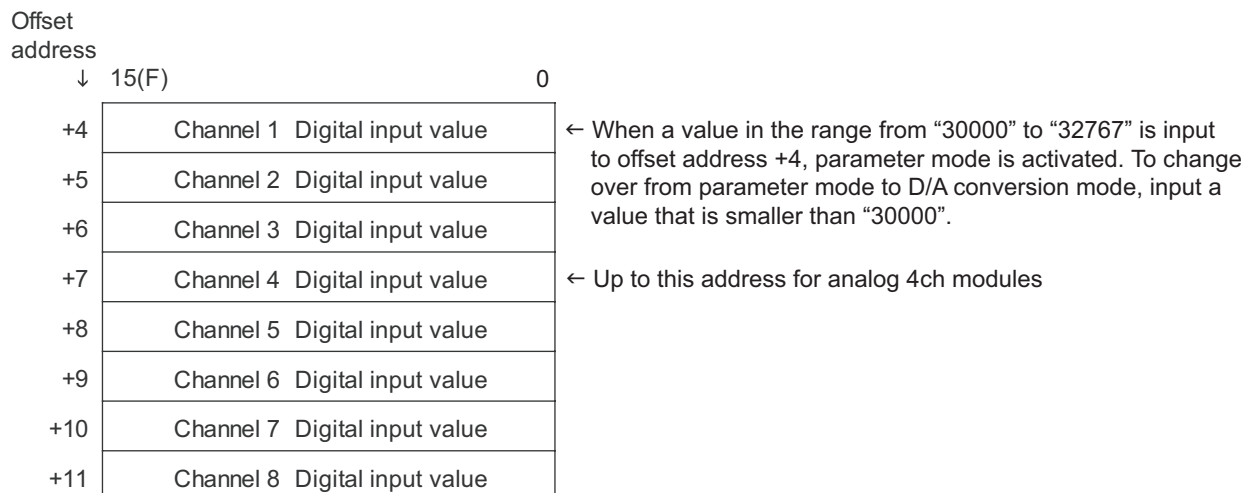 Offset
address
↓ 15(F) 0
+4 Channel 1 Digital input value ← When a value in the range from “30000” to “32767” is input
to offset address +4, parameter mode is activated. To change
+5 Channel 2 Digital input value over from parameter mode to D/A conversion mode, input a
value that is smaller than “30000”.
+6 Channel 3 Digital input value
+7 Channel 4 Digital input value ← Up to this address for analog 4ch modules
+8 Channel 5 Digital input value
+9 Channel 6 Digital input value
+10 Channel 7 Digital input value
+11 Channel 8 Digital input value